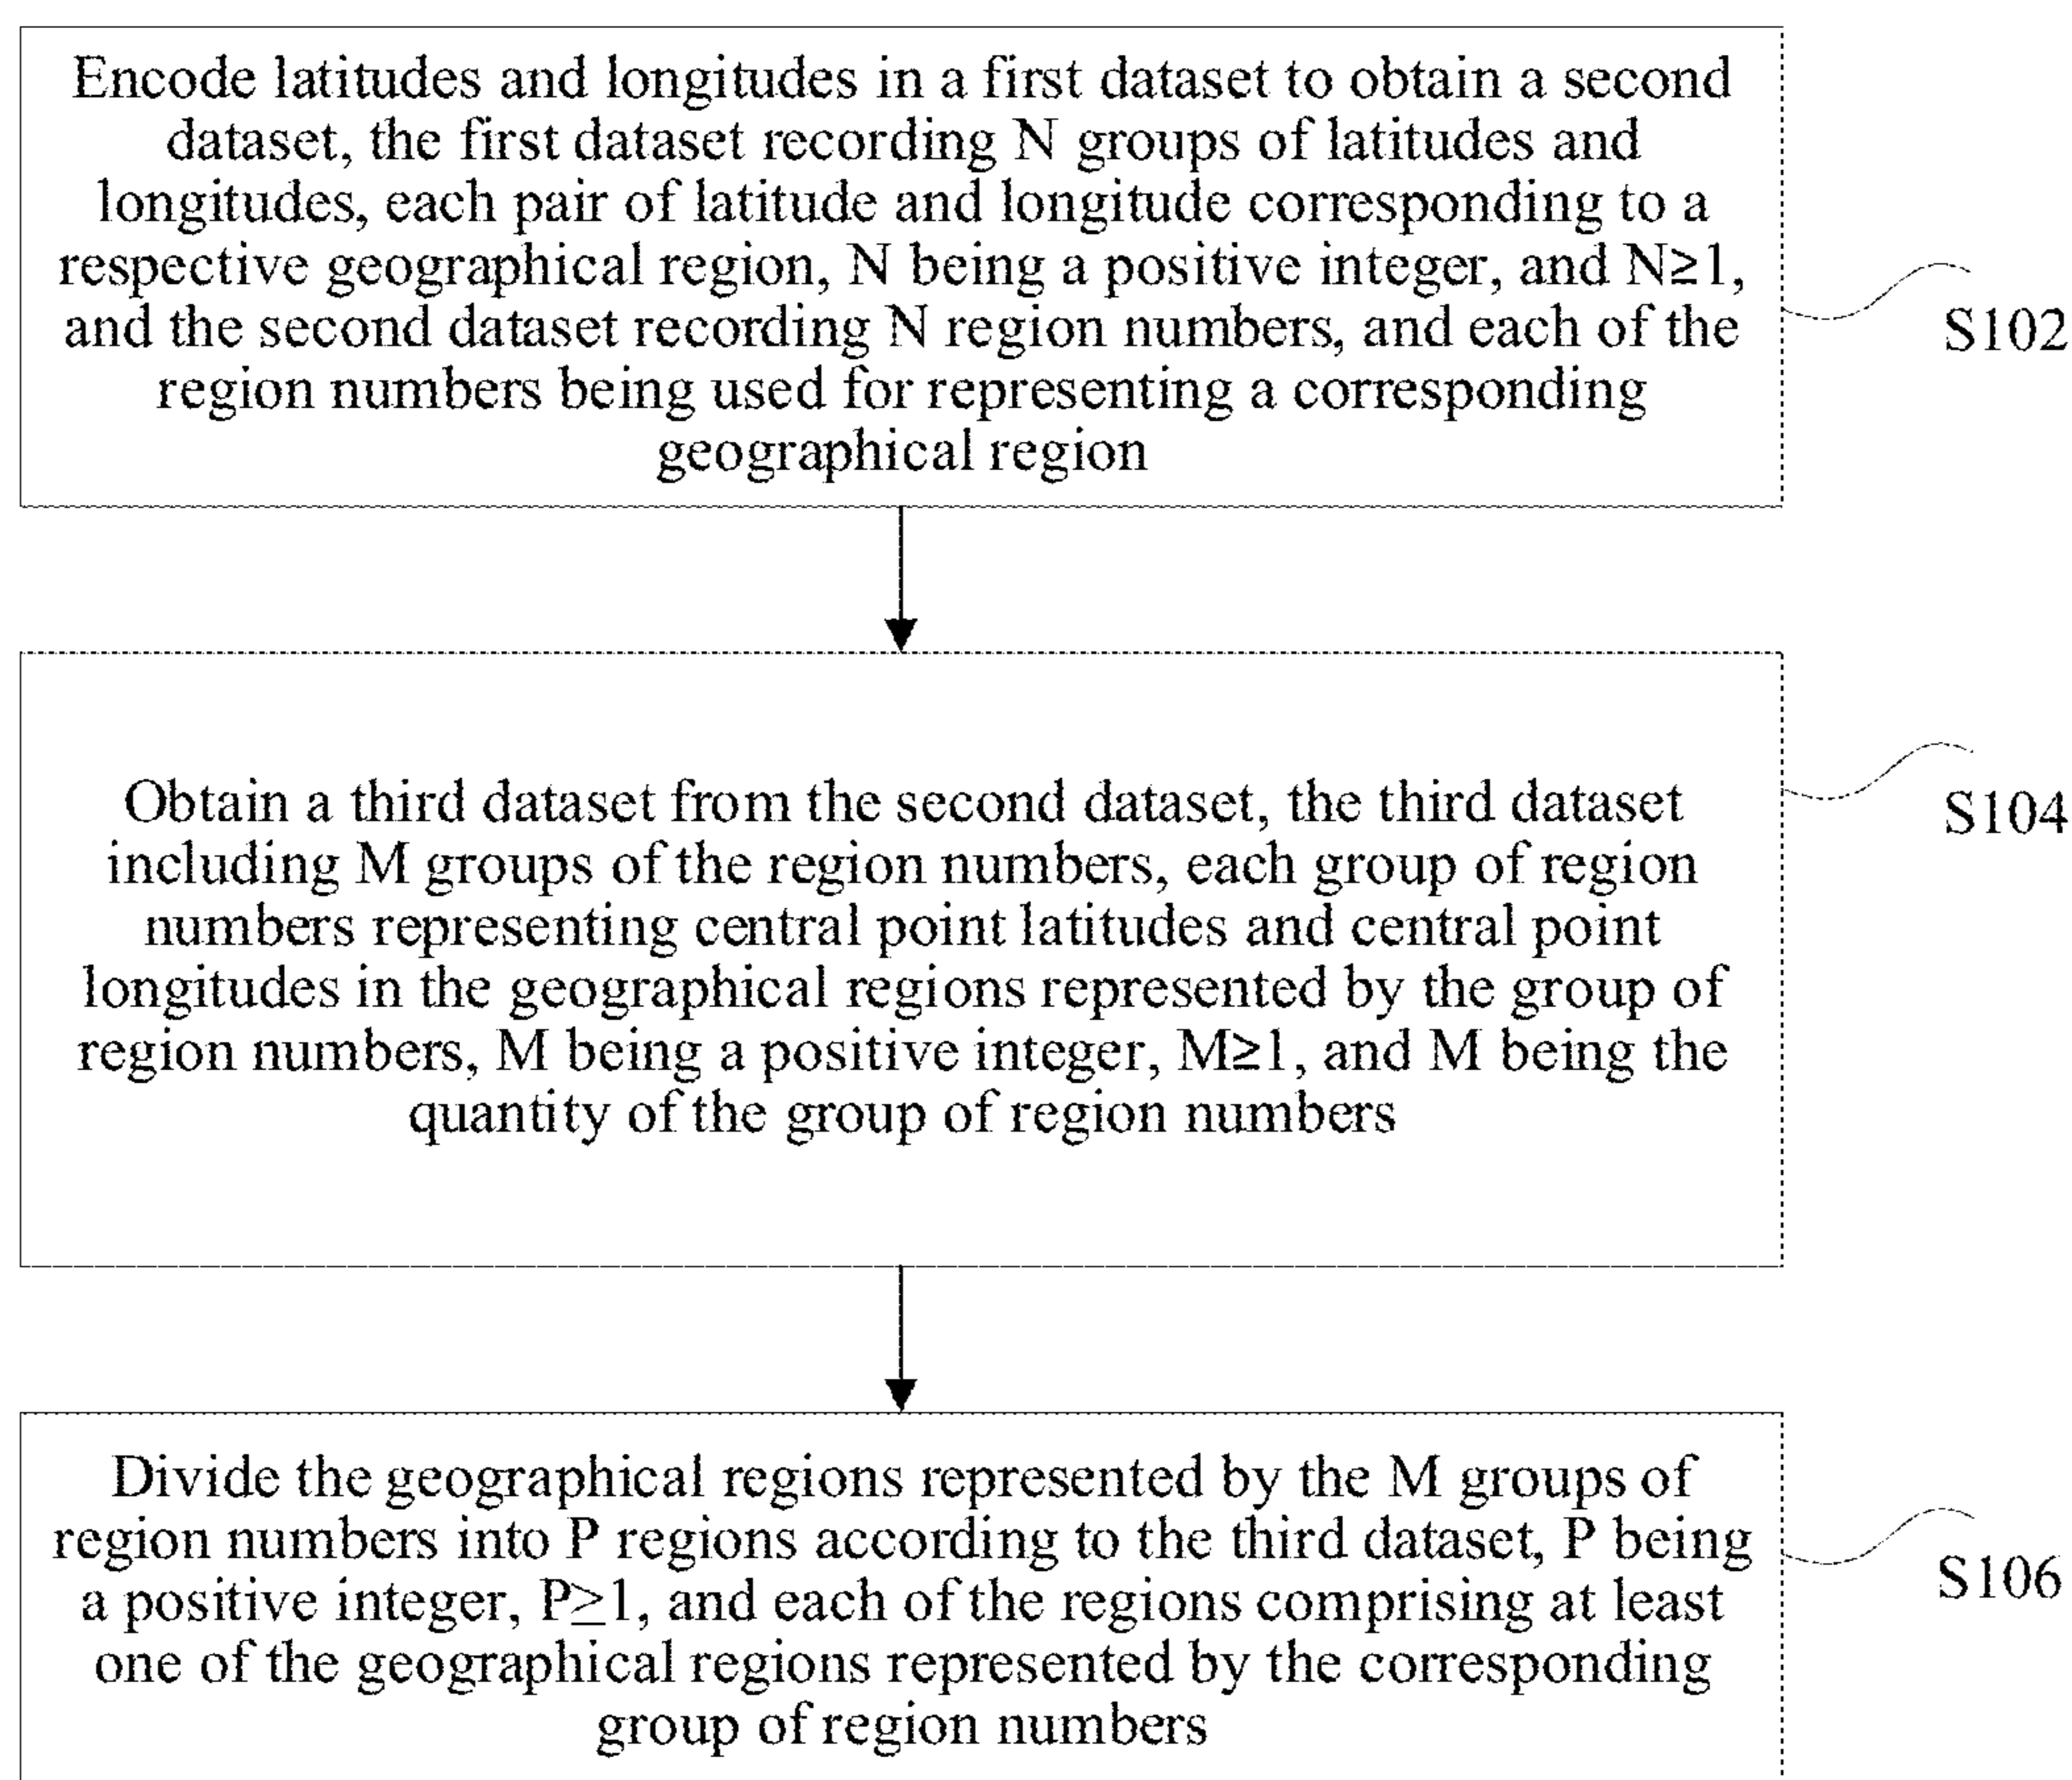 Encode latitudes and longitudes in a first dataset to obtain a second
dataset, the first dataset recording N groups of latitudes and
longitudes, each pair of latitude and longitude corresponding to a
respective geographical region, N being a positive integer, and N≥1,
and the second dataset recording N region numbers, and each of the
region numbers being used for representing a corresponding
geographical region
S102
Obtain a third dataset from the second dataset, the third dataset
including M groups of the region numbers, each group of region
numbers representing central point latitudes and central point
longitudes in the geographical regions represented by the group of
region numbers, M being a positive integer, M≥1, and M being the
quantity of the group of region numbers
S104
Divide the geographical regions represented by the M groups of
region numbers into P regions according to the third dataset, P being
a positive integer, P≥1, and each of the regions comprising at least
one of the geographical regions represented by the corresponding
group of region numbers
S106